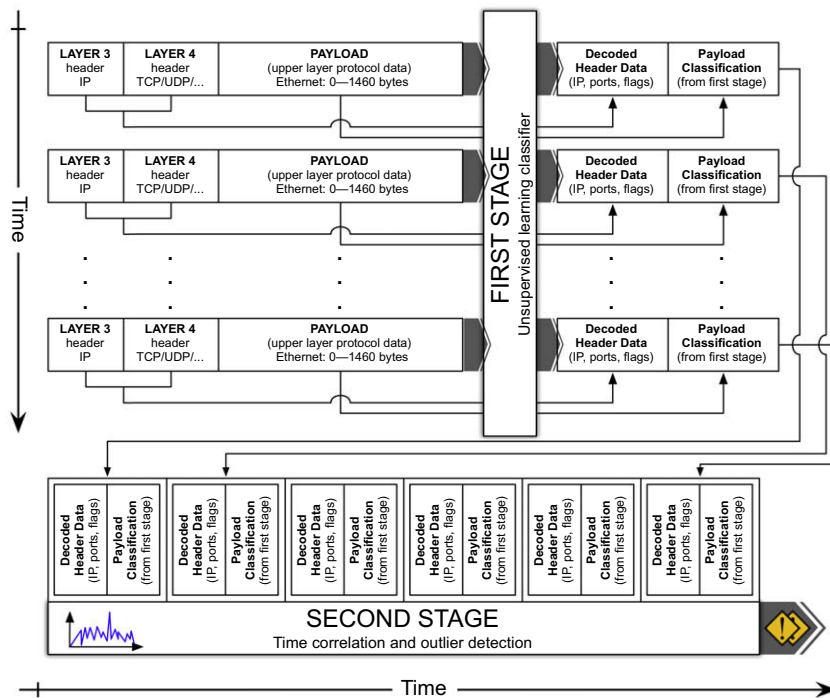 LAYER 3
header
IP
LAYER 4
header
TCP/UDP/...
PAYLOAD
(upper layer protocol data)
Ethernet: 0—1460 bytes
Decoded
Header Data
(IP, ports, flags)
Payload
Classification
(from first stage)
LAYER 3
header
IP
LAYER 4
header
TCP/UDP/...
PAYLOAD
(upper layer protocol data)
Ethernet: 0—1460 bytes
Decoded
Header Data
(IP, ports, flags)
Payload
Classification
(from first stage)
LAYER 3
header
IP
LAYER 4
header
TCP/UDP/...
PAYLOAD
(upper layer protocol data)
Ethernet: 0—1460 bytes
Decoded
Header Data
(IP, ports, flags)
Payload
Classification
(from first stage)
Time
FIRST STAGE
Unsupervised learning classifier
Decoded
Header Data
(IP, ports, flags)
Payload
Classification
(from first stage)
Decoded
Header Data
(IP, ports, flags)
Payload
Classification
(from first stage)
Decoded
Header Data
(IP, ports, flags)
Payload
Classification
(from first stage)
Decoded
Header Data
(IP, ports, flags)
Payload
Classification
(from first stage)
Decoded
Header Data
(IP, ports, flags)
Payload
Classification
(from first stage)
Decoded
Header Data
(IP, ports, flags)
Payload
Classification
(from first stage)
SECOND STAGE
Time correlation and outlier detection
!
Time